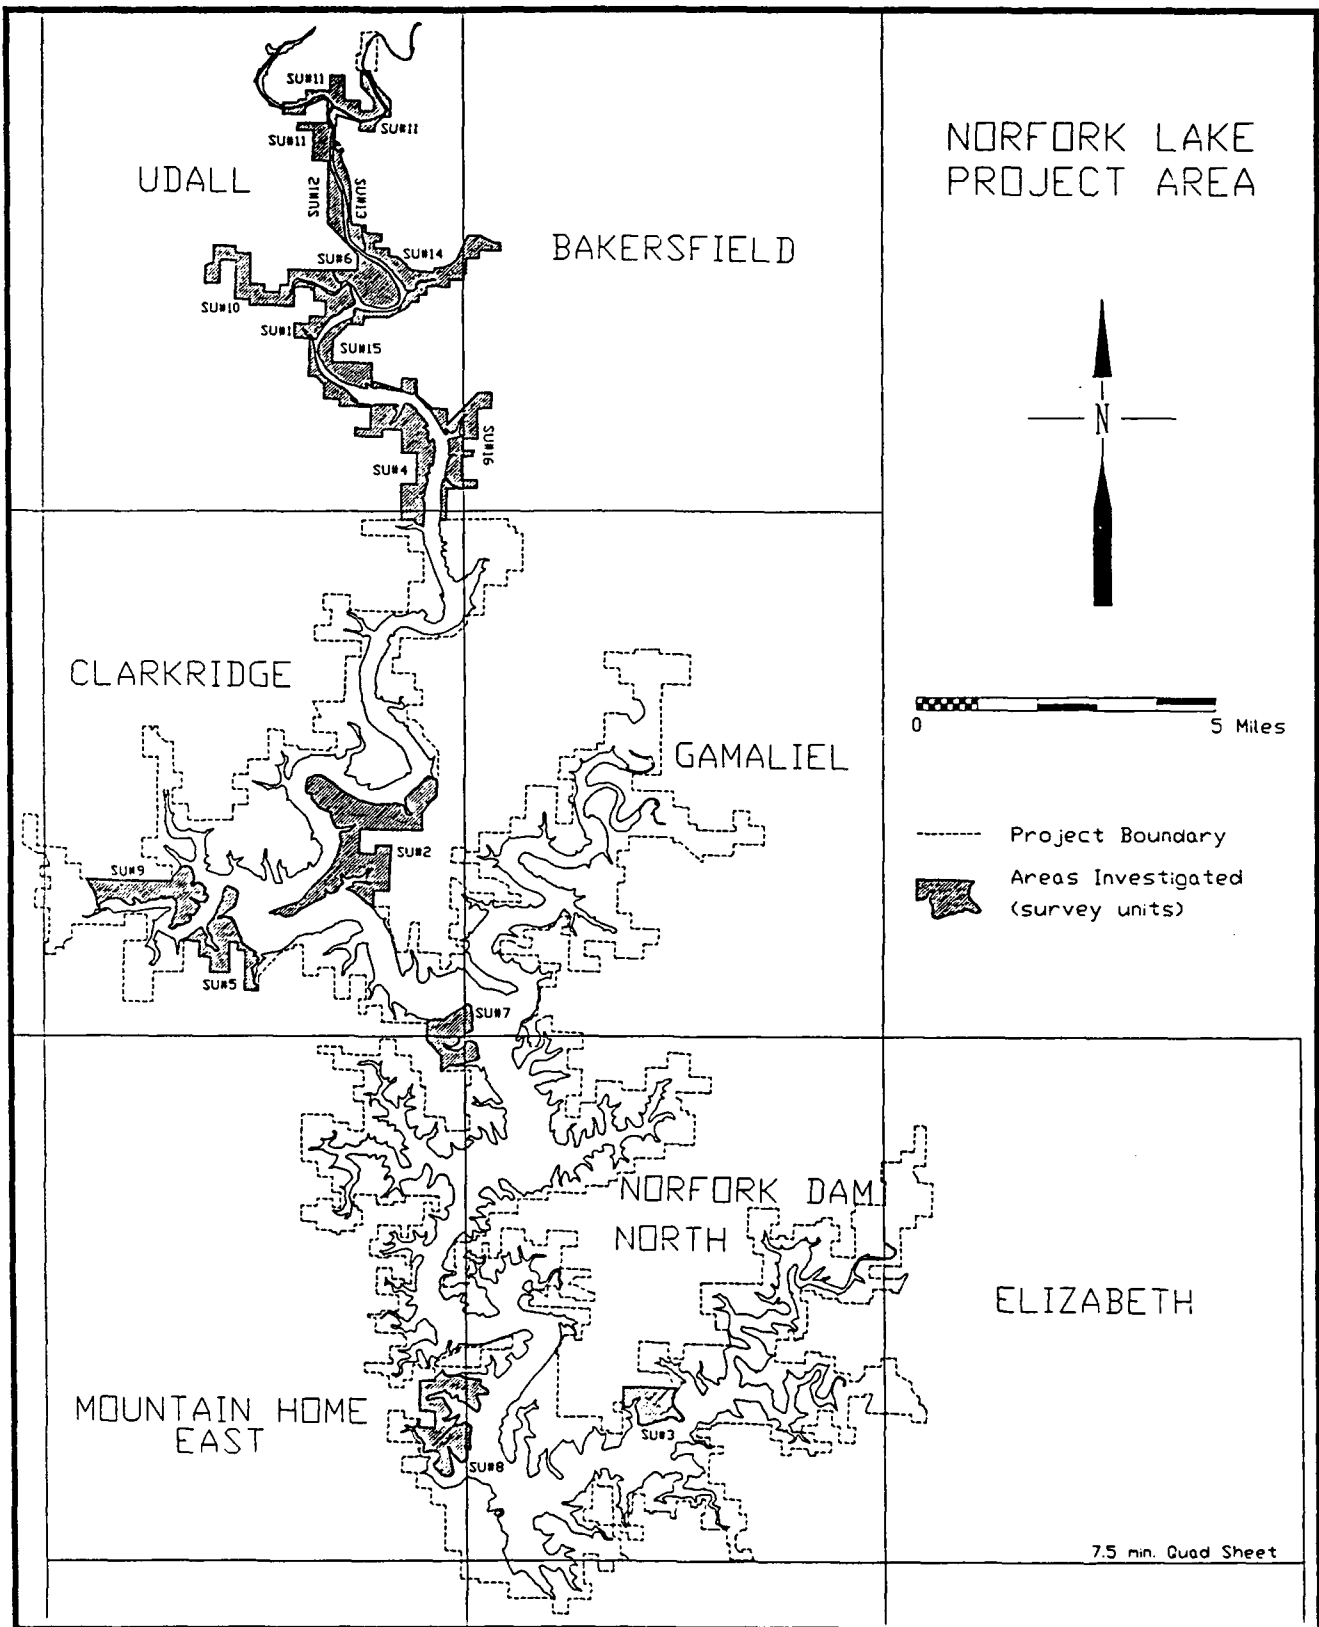 NORFORK LAKE
PROJECT AREA
UDALL
BAKERSFIELD
SU#11
SU#11
SU#11
SU#12
SU#13
SU#6
SU#14
SU#10
SU#1
SU#15
SU#16
SU#4
N
0 5 Miles
Project Boundary
Areas Investigated
(survey units)
CLARKRIDGE
GAMALIEL
SU#2
SU#9
SU#5
SU#7
NORFORK DAM
NORTH
ELIZABETH
MOUNTAIN HOME
EAST
SU#3
SU#8
7.5 min. Quad Sheet